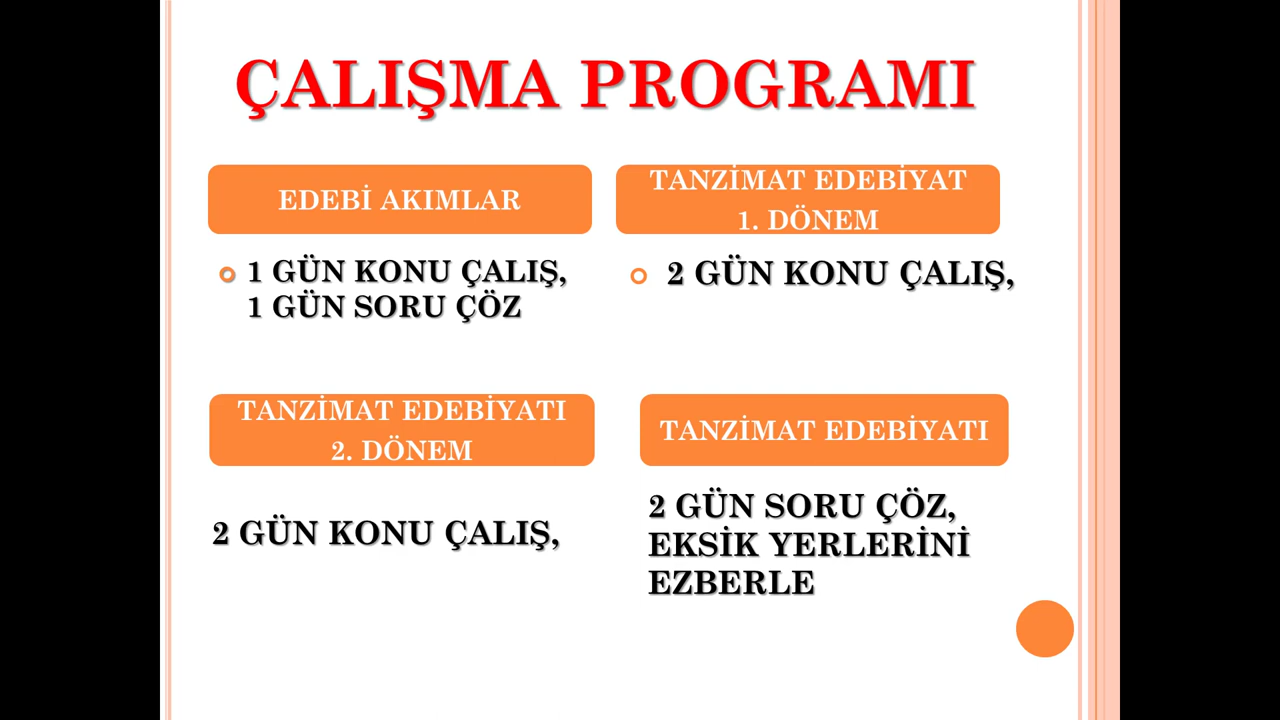 ÇALIŞMA PROGRAMI
EDEBİ AKIMLAR
1 GÜN KONU ÇALIŞ,
1 GÜN SORU ÇÖZ
TANZİMAT EDEBİYAT
1. DÖNEM
2 GÜN KONU ÇALIŞ,
TANZİMAT EDEBİYATI
2. DÖNEM
2 GÜN KONU ÇALIŞ,
TANZİMAT EDEBİYATI
2 GÜN SORU ÇÖZ,
EKSİK YERLERİNİ
EZBERLE